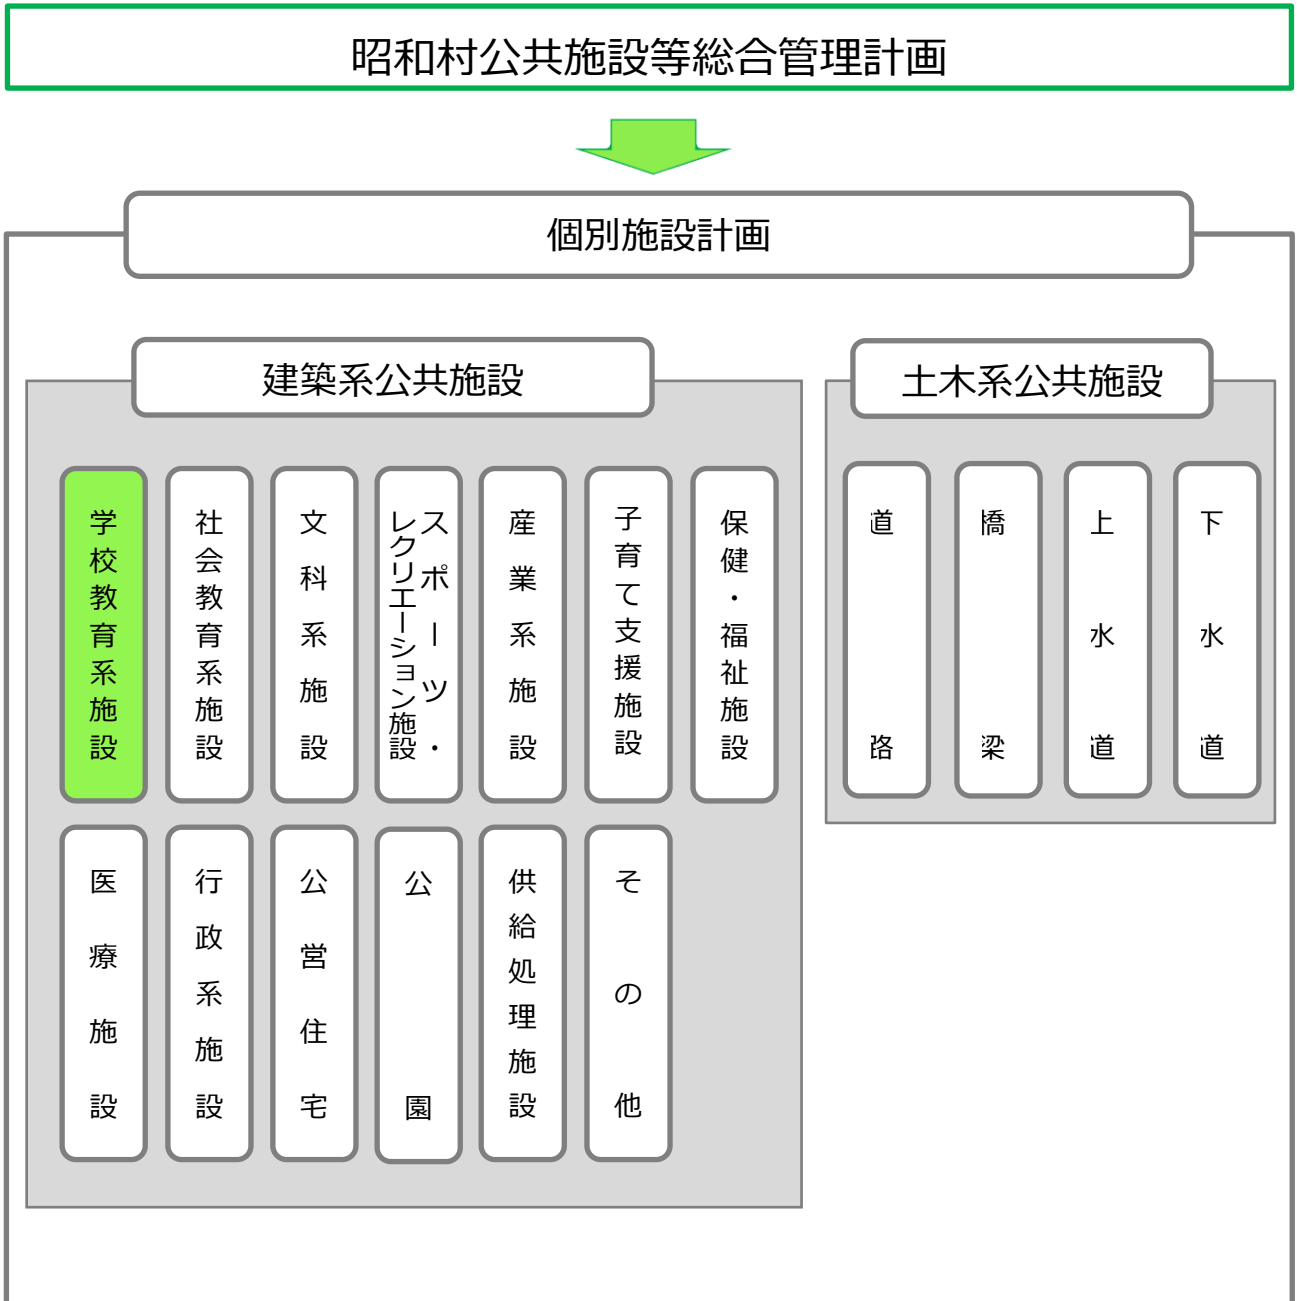 昭和村公共施設等総合管理計画
個別施設計画
建築系公共施設
土木系公共施設
学校教育系施設
社会教育系施設
文科系施設
スポーツ・
レクリエーション施設
産業系施設
子育て支援施設
保健・福祉施設
道路
橋梁
上水道
下水道
医療施設
行政系施設
公営住宅
公園
供給処理施設
その他